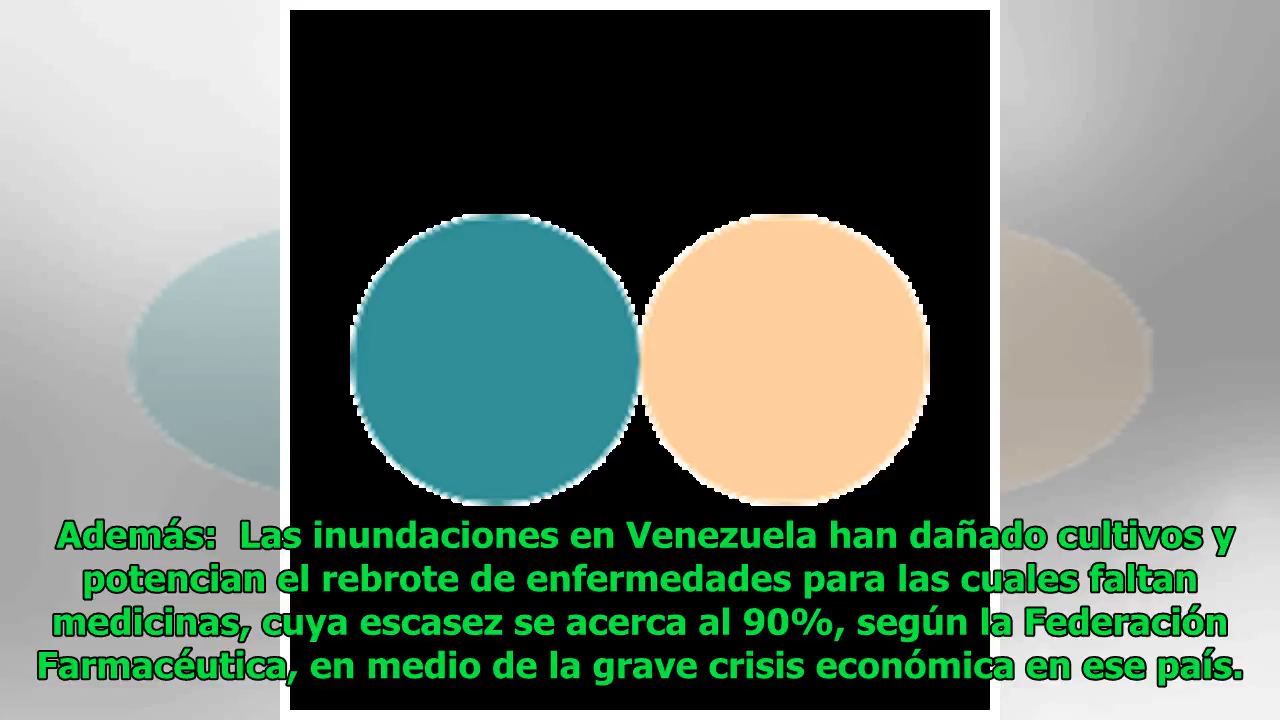 Además:  Las inundaciones en Venezuela han dañado cultivos y
potencian el rebrote de enfermedades para las cuales faltan
medicinas, cuya escasez se acerca al 90%, según la Federación
Farmacéutica, en medio de la grave crisis económica en ese país.